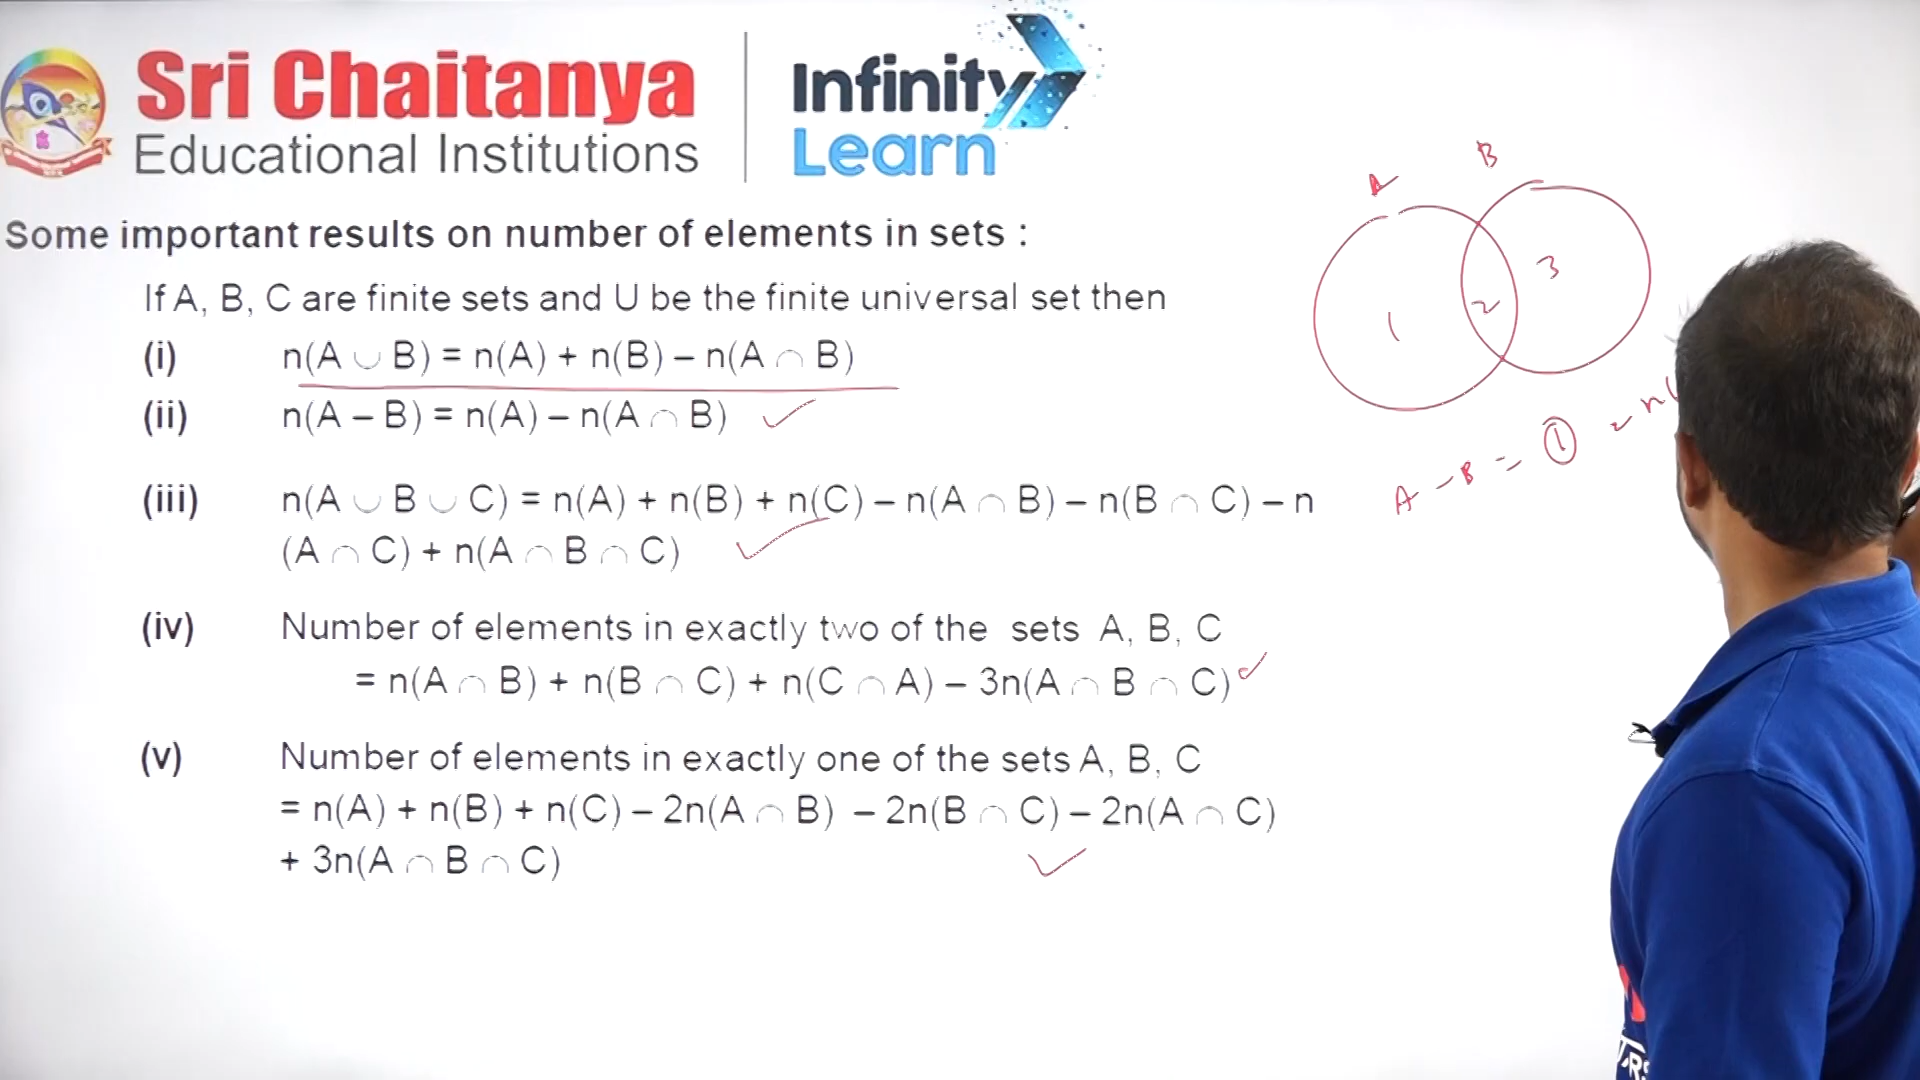 Sri Chaitanya
Educational Institutions
Infinity
Learn
Some important results on number of elements in sets :
If A, B, C are finite sets and U be the finite universal set then
(i) n(A ∪ B) = n(A) + n(B) – n(A ∩ B)
(ii) n(A – B) = n(A) – n(A ∩ B)
(iii) n(A ∪ B ∪ C) = n(A) + n(B) + n(C) – n(A ∩ B) – n(B ∩ C) – n
(A ∩ C) + n(A ∩ B ∩ C)
(iv) Number of elements in exactly two of the sets A, B, C
= n(A ∩ B) + n(B ∩ C) + n(C ∩ A) – 3n(A ∩ B ∩ C)
(v) Number of elements in exactly one of the sets A, B, C
= n(A) + n(B) + n(C) – 2n(A ∩ B) – 2n(B ∩ C) – 2n(A ∩ C)
+ 3n(A ∩ B ∩ C)
A B
1 2 3
A – B = 1 = n(